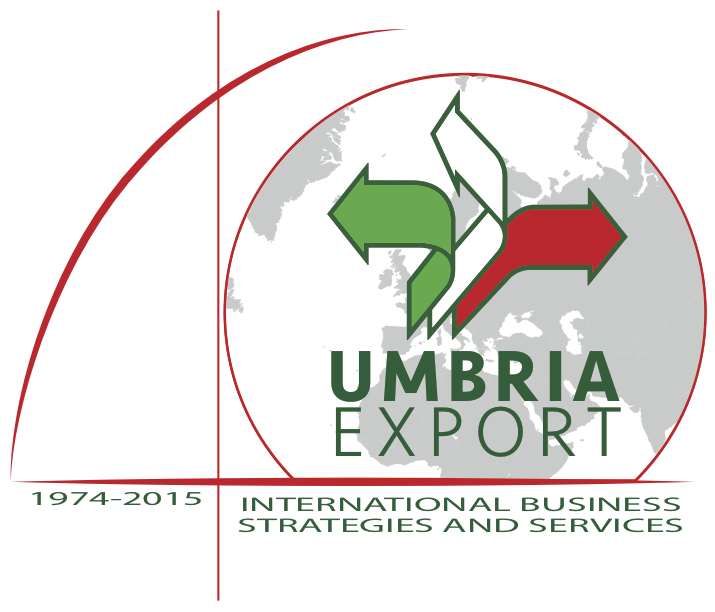 UMBRIA
EXPORT
1974-2015
INTERNATIONAL BUSINESS
STRATEGIES AND SERVICES